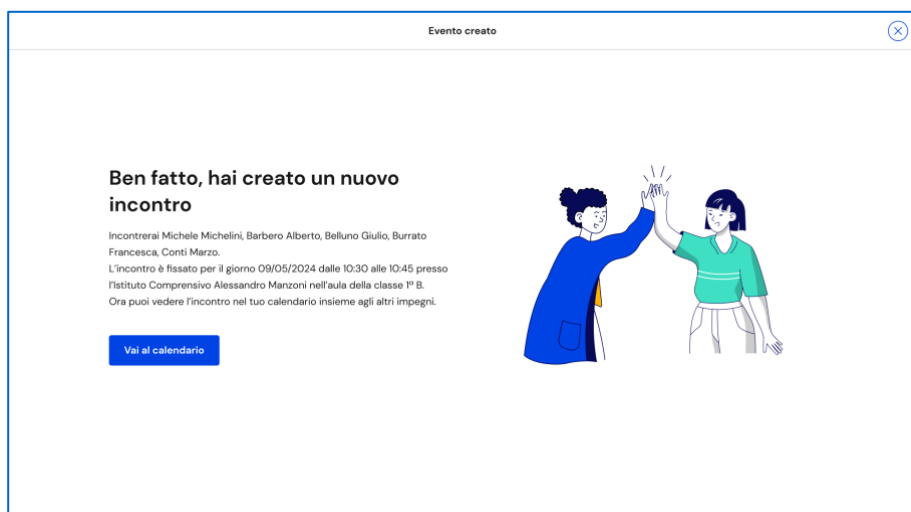 Evento creato
Ben fatto, hai creato un nuovo
incontro
Incontrerai Michele Michelini, Barbero Alberto, Belluno Giulio, Burrato
Francesca, Conti Marzo.
L'incontro è fissato per il giorno 09/05/2024 dalle 10:30 alle 10:45 presso
l'Istituto Comprensivo Alessandro Manzoni nell'aula della classe 1ª B.
Ora puoi vedere l'incontro nel tuo calendario insieme agli altri impegni.
Vai al calendario